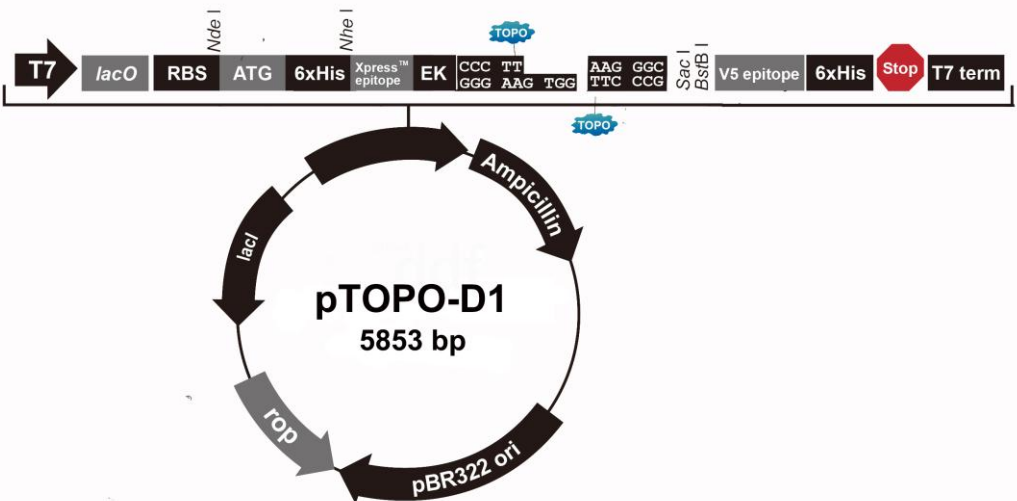 Nde I
Nhe I
TOPO
Sac I
BstB I
T7
lacO
RBS
ATG
6xHis
Xpress™
epitope
EK
CCC TT
GGG AAG TGG
AAG GGC
TTC CCG
V5 epitope
6xHis
Stop
T7 term
TOPO
Ampicillin
lacI
pTOPO-D1
5853 bp
rop
pBR322 ori